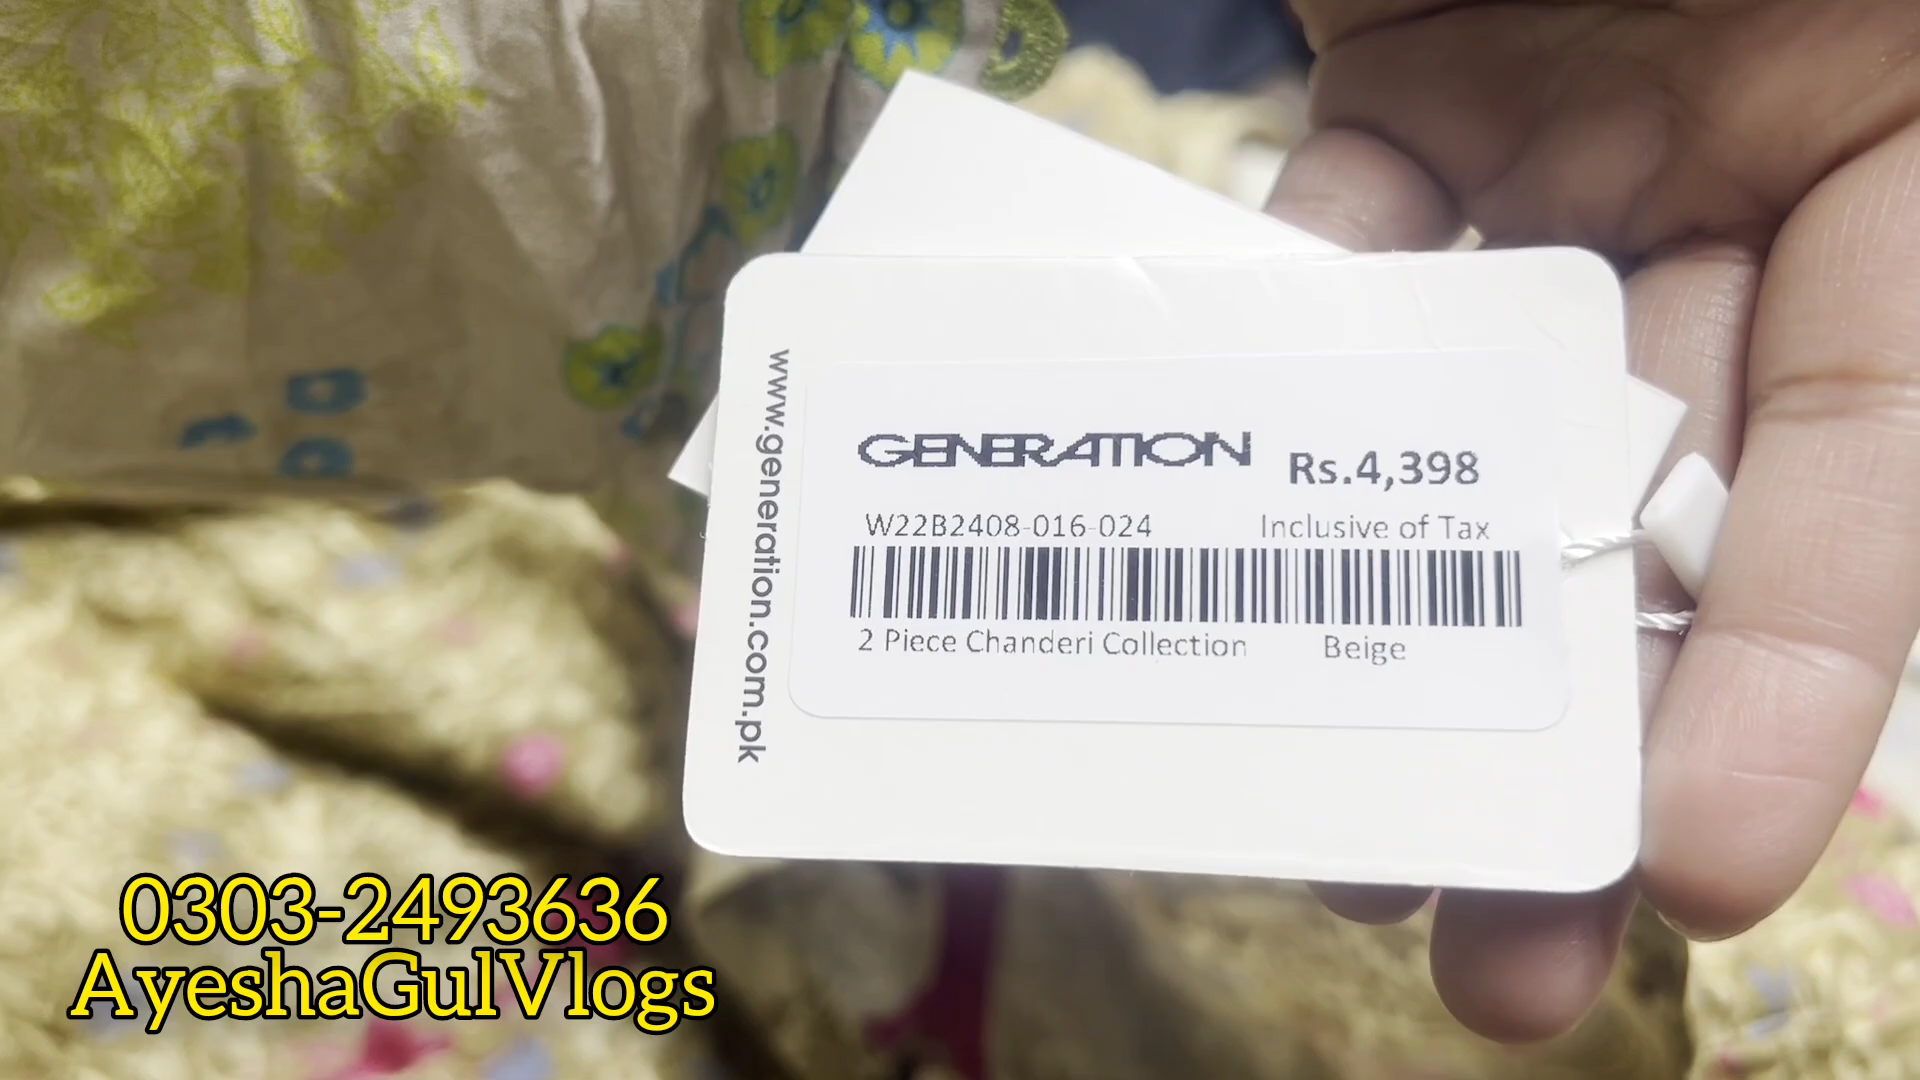 www.generation.com.pk
GENERATION
Rs.4,398
W22B2408-016-024
Inclusive of Tax
2 Piece Chanderi Collection
Beige
0303-2493636
AyeshaGulVlogs